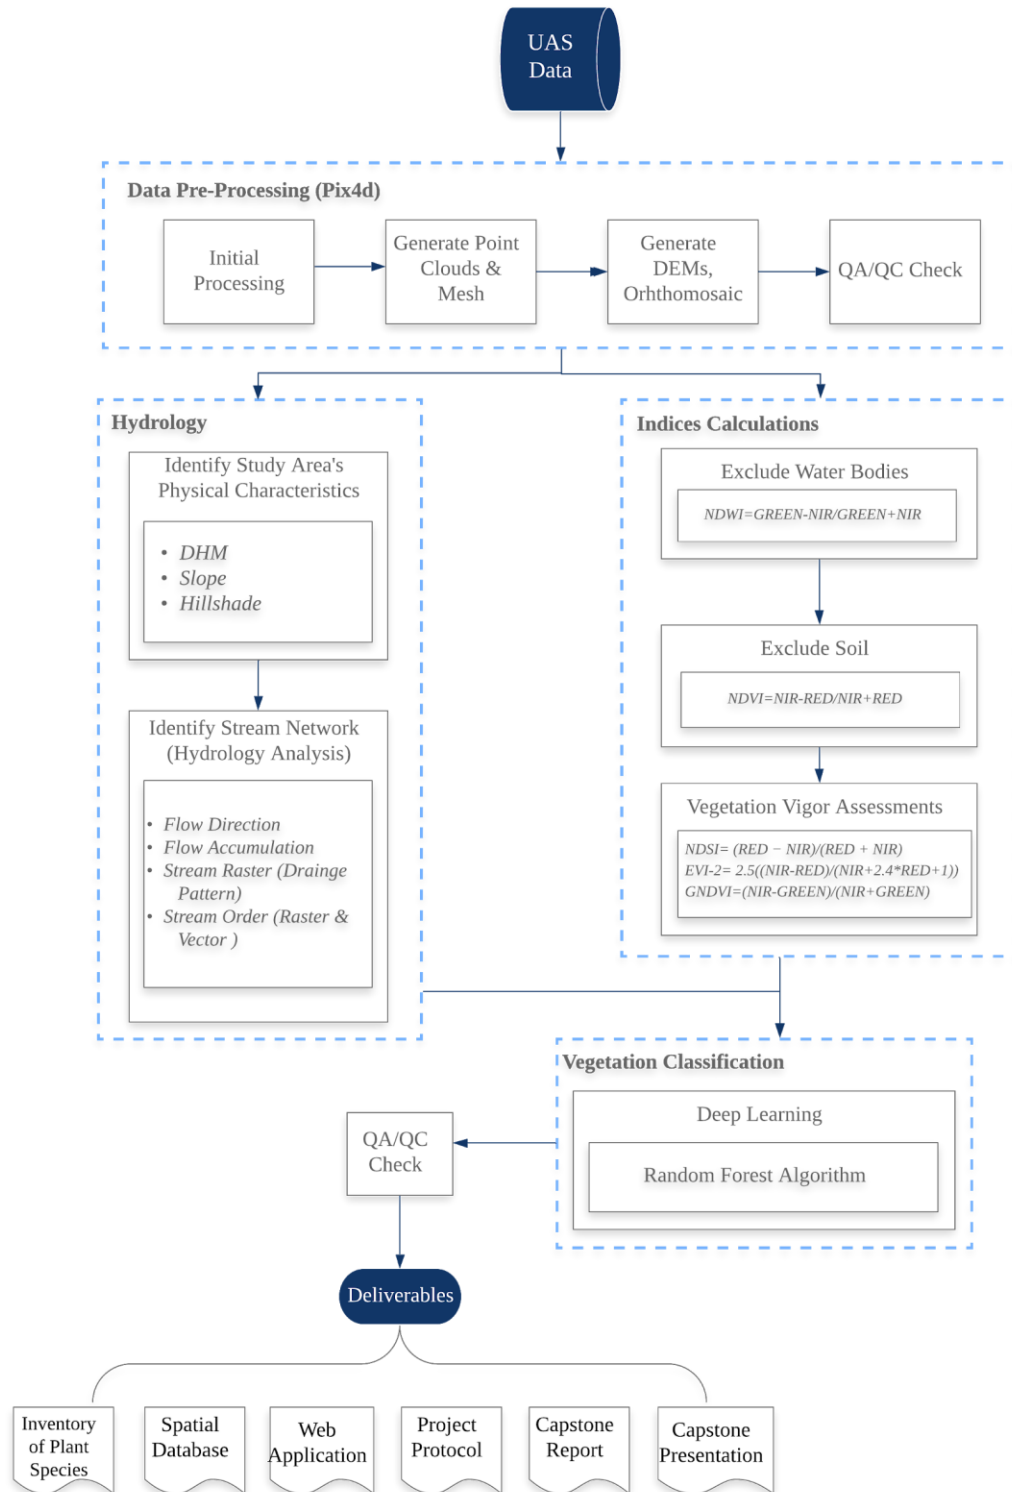 UAS
Data
Data Pre-Processing (Pix4d)
Initial
Processing
Generate Point
Clouds &
Mesh
Generate
DEMs,
Orhthomosaic
QA/QC Check
Hydrology
Identify Study Area's
Physical Characteristics
• DHM
• Slope
• Hillshade
Identify Stream Network
(Hydrology Analysis)
• Flow Direction
• Flow Accumulation
• Stream Raster (Drainge
Pattern)
• Stream Order (Raster &
Vector )
Indices Calculations
Exclude Water Bodies
NDWI=GREEN-NIR/GREEN+NIR
Exclude Soil
NDVI=NIR-RED/NIR+RED
Vegetation Vigor Assessments
NDSI= (RED − NIR)/(RED + NIR)
EVI-2= 2.5((NIR-RED)/(NIR+2.4*RED+1))
GNDVI=(NIR-GREEN)/(NIR+GREEN)
Vegetation Classification
Deep Learning
Random Forest Algorithm
QA/QC
Check
Deliverables
Inventory
of Plant
Species
Spatial
Database
Web
Application
Project
Protocol
Capstone
Report
Capstone
Presentation